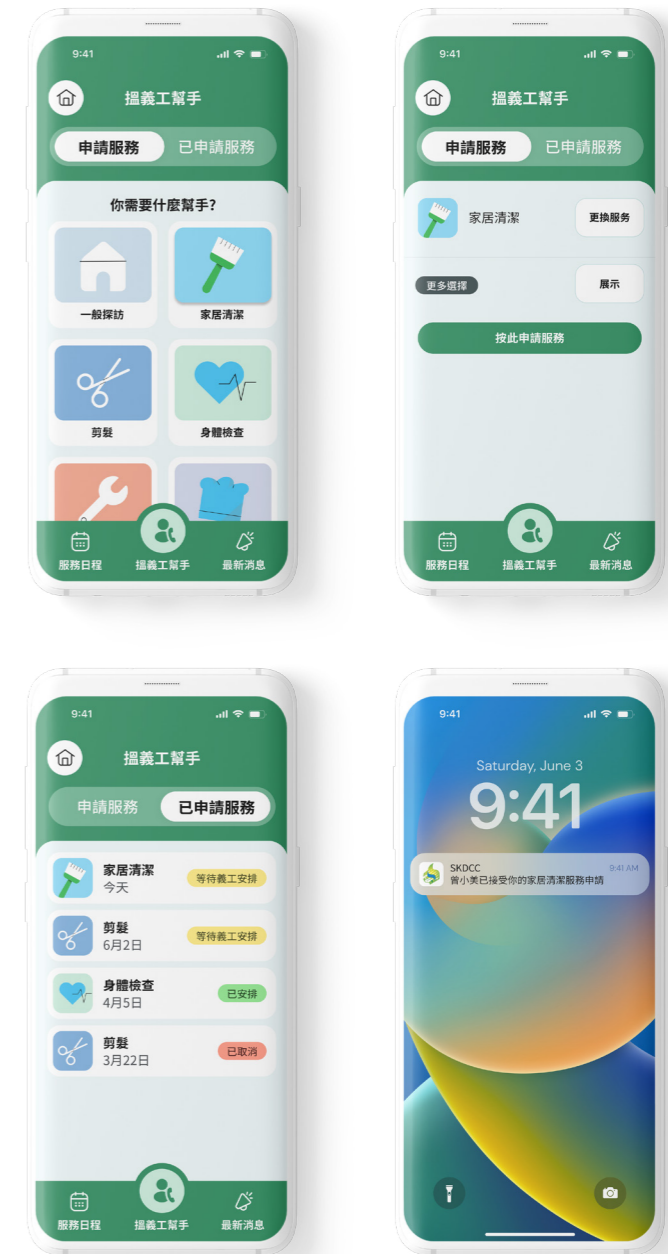 9:41
搵義工幫手
申請服務
已申請服務
你需要什麼幫手?
一般探訪
家居清潔
剪髮
身體檢查
服務日程
搵義工幫手
最新消息
9:41
搵義工幫手
申請服務
已申請服務
家居清潔
更換服务
更多選擇
展示
按此申請服務
服務日程
搵義工幫手
最新消息
9:41
搵義工幫手
申請服務
已申請服務
家居清潔
今天
等待義工安排
剪髮
6月2日
等待義工安排
身體檢查
4月5日
已安排
剪髮
3月22日
已取消
服務日程
搵義工幫手
最新消息
9:41
Saturday, June 3
9:41
SKDCC
9:41 AM
曾小美已接受你的家居清潔服務申請